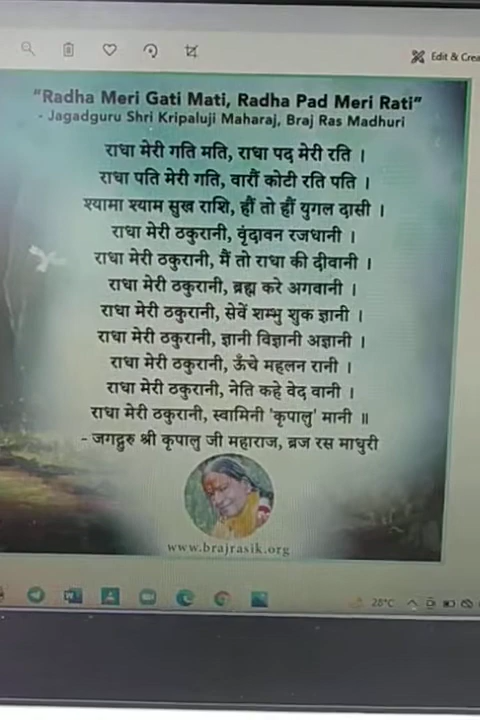 Edit & Crea
"Radha Meri Gati Mati, Radha Pad Meri Rati"
- Jagadguru Shri Kripaluji Maharaj, Braj Ras Madhuri
राधा मेरी गति मति, राधा पद मेरी रति ।
राधा पति मेरी गति, वारौं कोटी रति पति ।
श्यामा श्याम सुख राशि, हौं तो हौं युगल दासी ।
राधा मेरी ठकुरानी, वृंदावन रजधानी ।
राधा मेरी ठकुरानी, मैं तो राधा की दीवानी ।
राधा मेरी ठकुरानी, ब्रह्म करे अगवानी ।
राधा मेरी ठकुरानी, सेवें शम्भु शुक ज्ञानी ।
राधा मेरी ठकुरानी, ज्ञानी विज्ञानी अज्ञानी ।
राधा मेरी ठकुरानी, ऊँचे महलन रानी ।
राधा मेरी ठकुरानी, नेति कहे वेद वानी ।
राधा मेरी ठकुरानी, स्वामिनी 'कृपालु' मानी ॥
- जगद्गुरु श्री कृपालु जी महाराज, ब्रज रस माधुरी
www.brajrasik.org
28°C